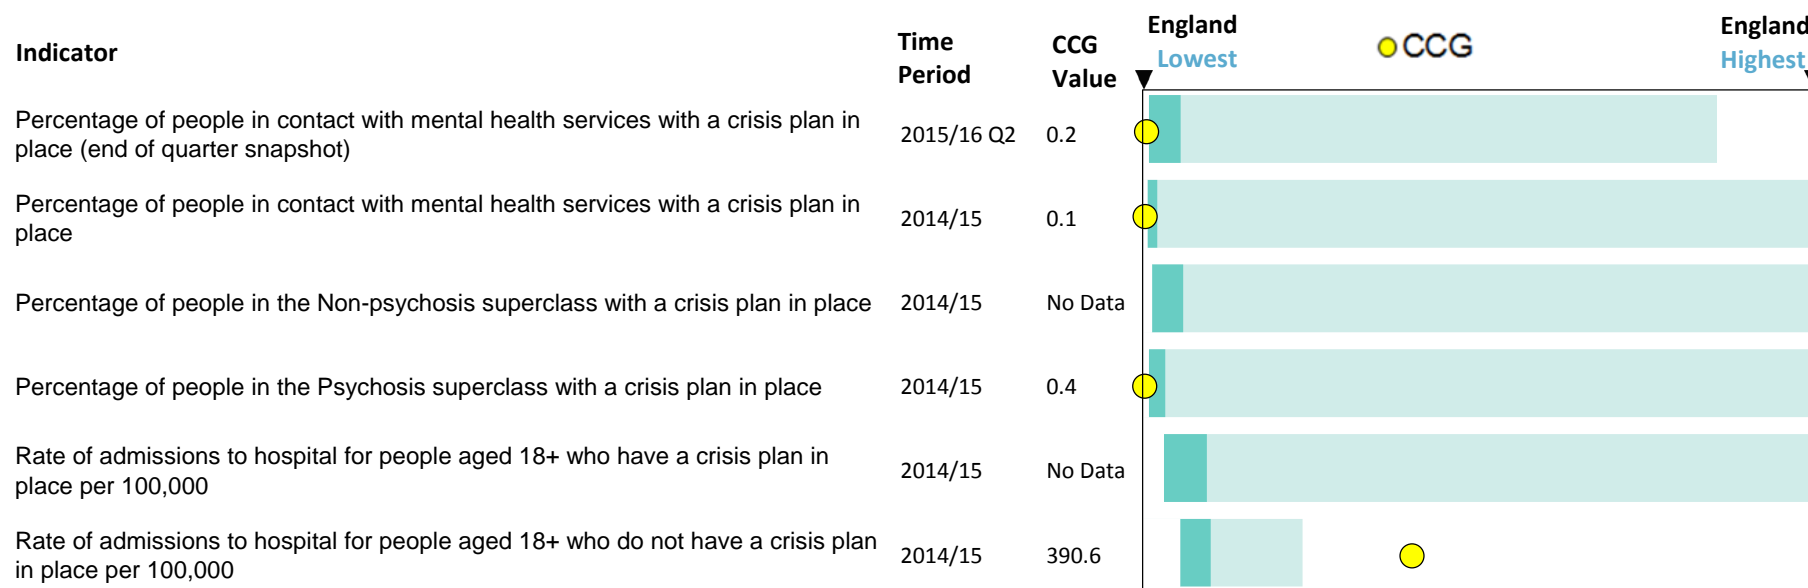 Indicator
Time Period
CCG Value
England Lowest
CCG
England Highest
Percentage of people in contact with mental health services with a crisis plan in
place (end of quarter snapshot)
2015/16 Q2
0.2
Percentage of people in contact with mental health services with a crisis plan in
place
2014/15
0.1
Percentage of people in the Non-psychosis superclass with a crisis plan in place
2014/15
No Data
Percentage of people in the Psychosis superclass with a crisis plan in place
2014/15
0.4
Rate of admissions to hospital for people aged 18+ who have a crisis plan in
place per 100,000
2014/15
No Data
Rate of admissions to hospital for people aged 18+ who do not have a crisis plan
in place per 100,000
2014/15
390.6